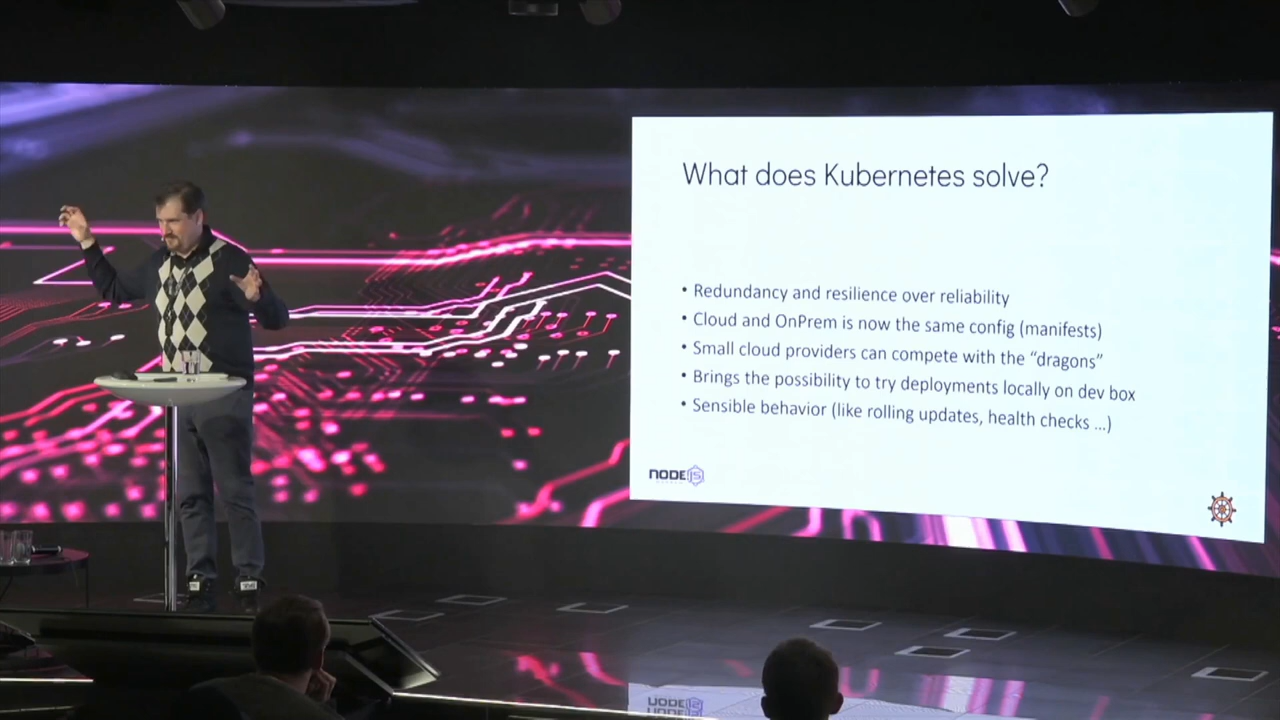 What does Kubernetes solve?
• Redundancy and resilience over reliability
• Cloud and OnPrem is now the same config (manifests)
• Small cloud providers can compete with the “dragons”
• Brings the possibility to try deployments locally on dev box
• Sensible behavior (like rolling updates, health checks ...)
NODE JS